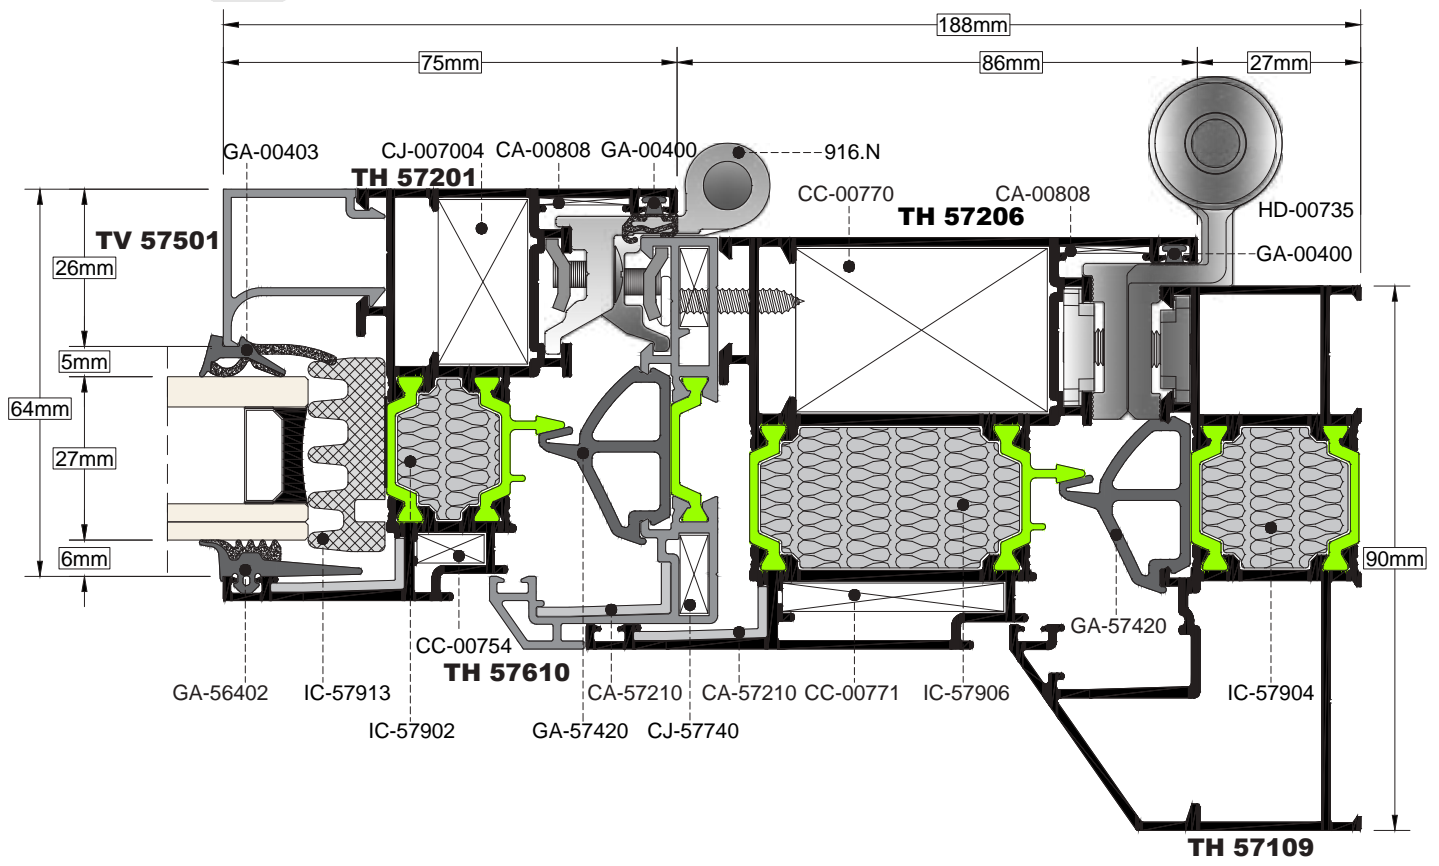 188mm
75mm
86mm
27mm
GA-00403
CJ-007004
CA-00808
GA-00400
916.N
TH 57201
CC-00770
CA-00808
TH 57206
HD-00735
TV 57501
GA-00400
26mm
5mm
64mm
27mm
6mm
90mm
CC-00754
GA-57420
TH 57610
GA-56402
IC-57913
CA-57210
CA-57210
CC-00771
IC-57906
IC-57904
IC-57902
GA-57420
CJ-57740
TH 57109